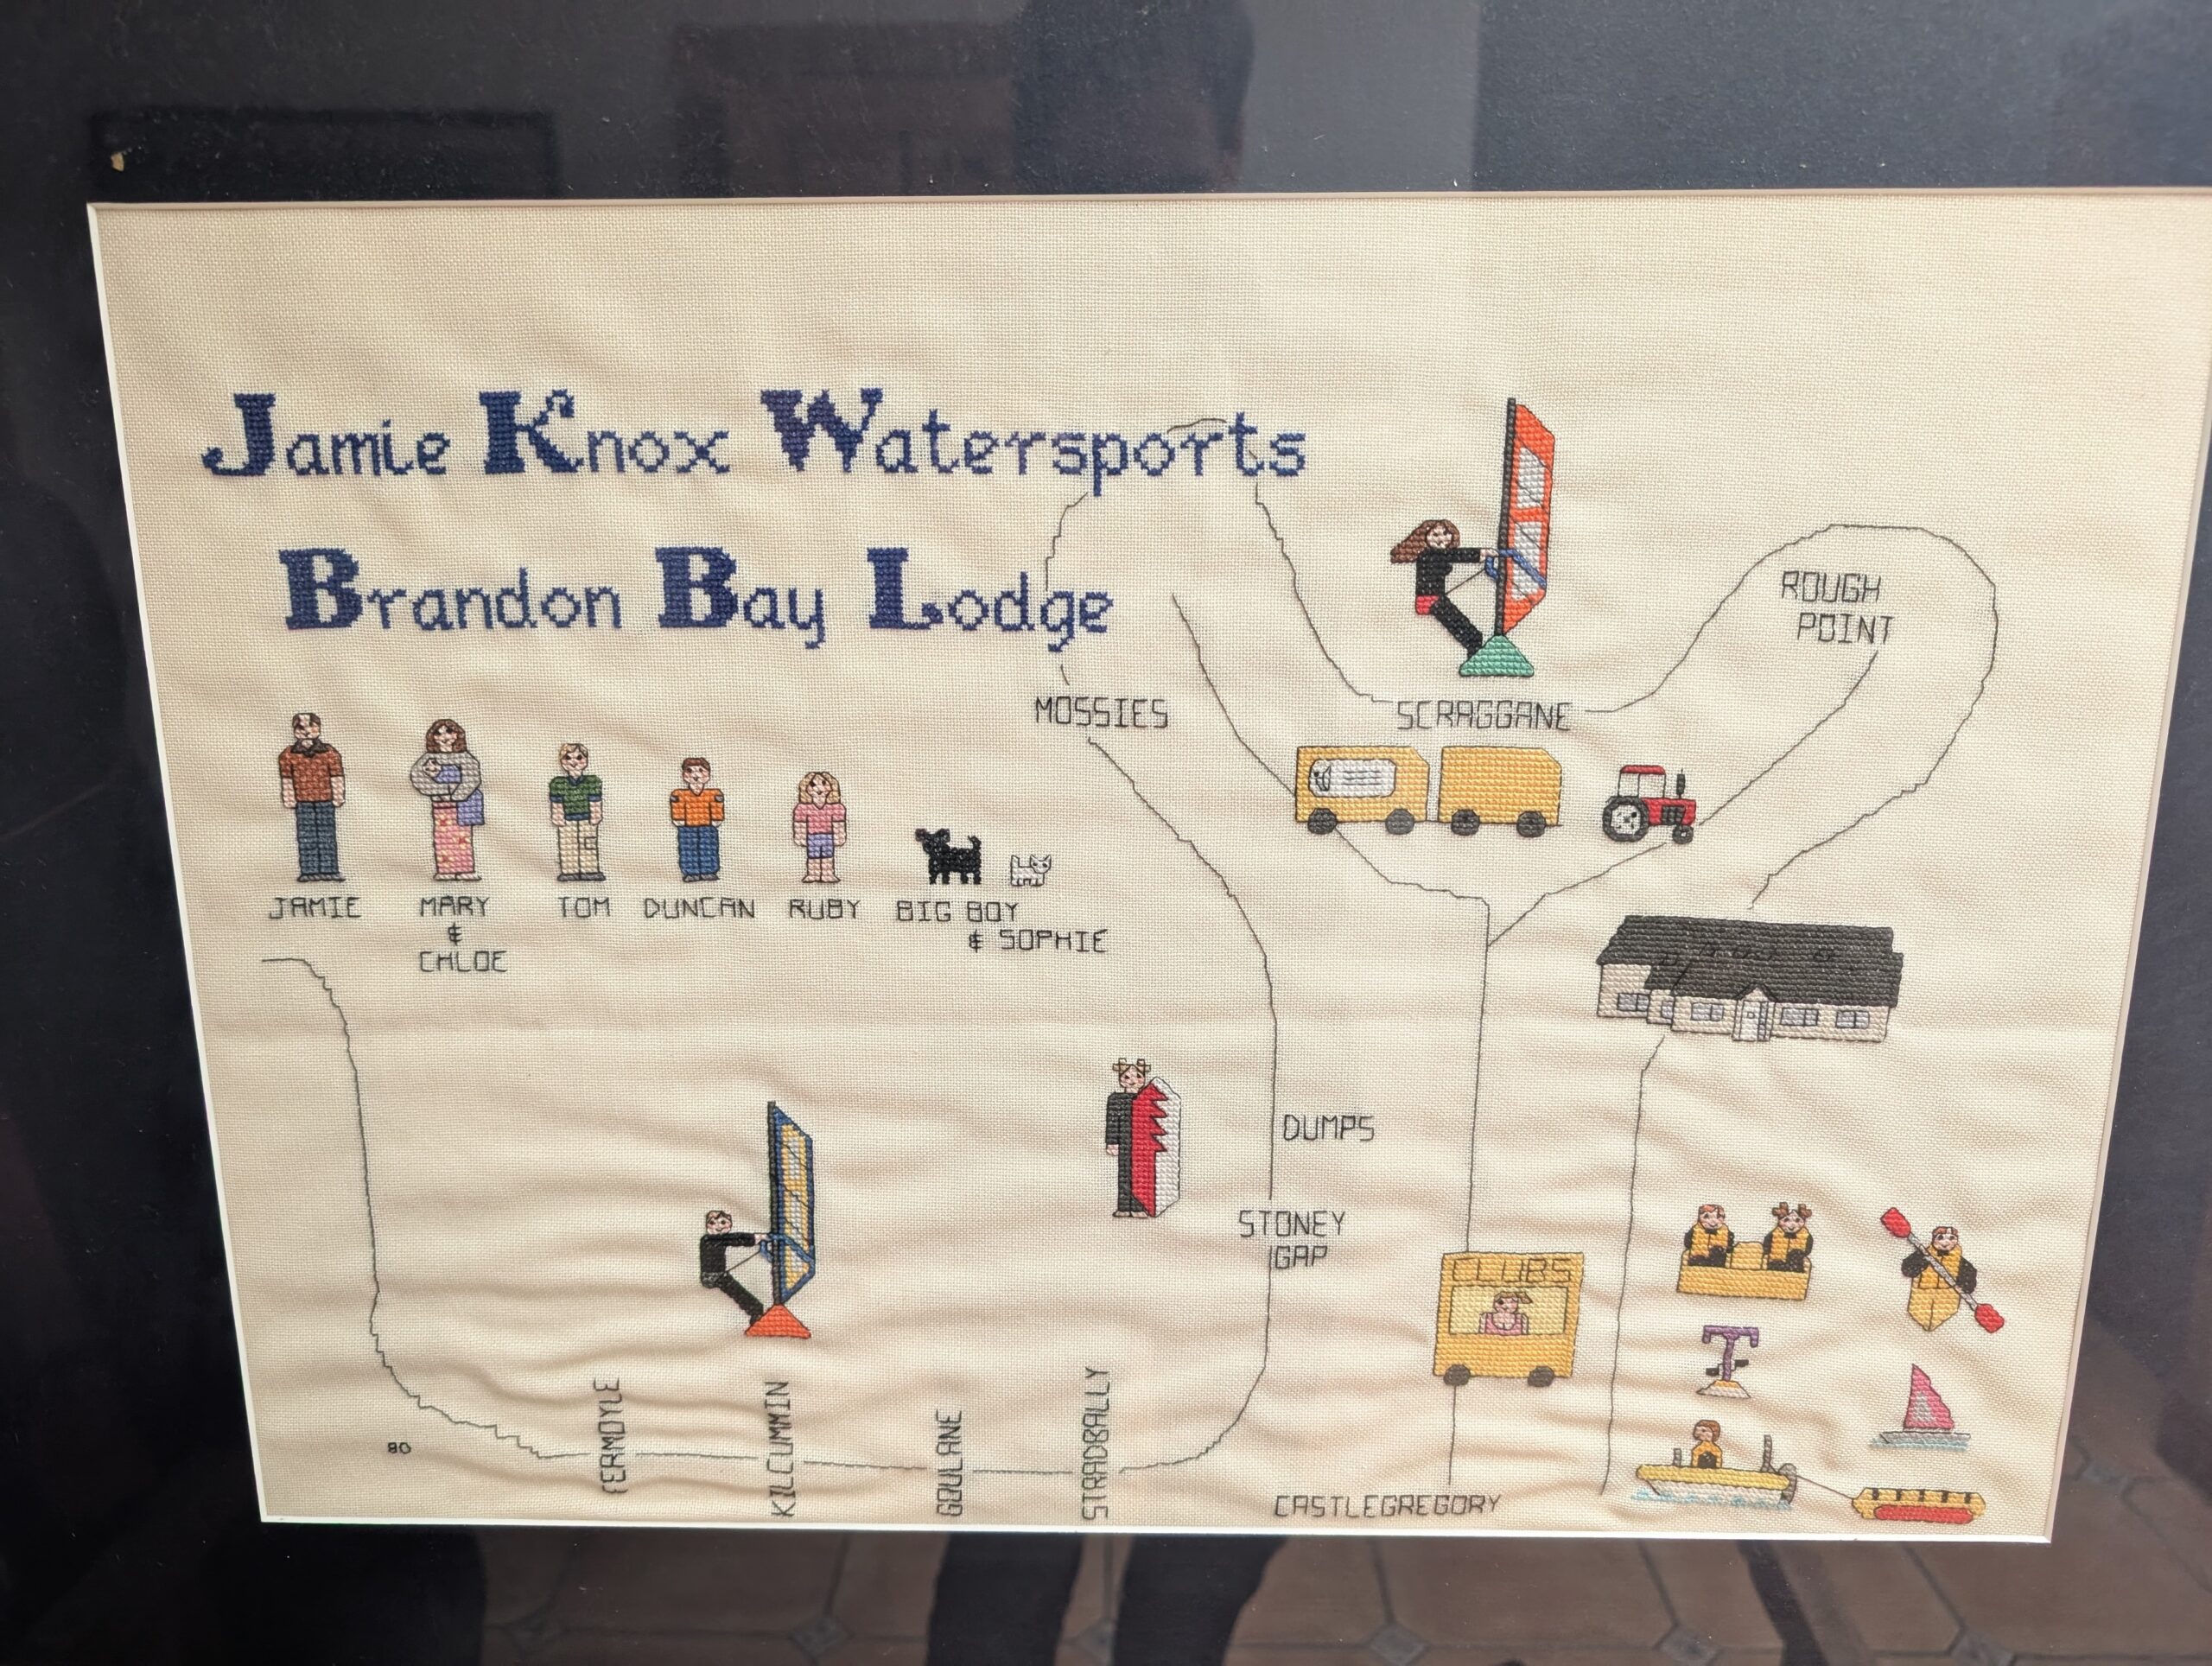 Jamie Knox Watersports
Brandon Bay Lodge
ROUGH
POINT
MOSSIES
SCRAGGANE
JAMIE
MARY
&
CHLOE
TOM
DUNCAN
RUBY
BIG BOY
& SOPHIE
DUMPS
STONEY
GAP
CLUBS
FERMOYLE
KILCUMMIN
GOULANE
STRADBALLY
CASTLEGREGORY